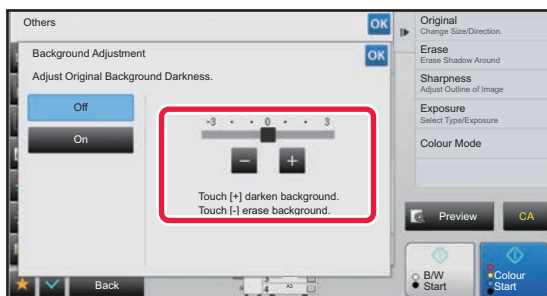 Others
OK
Background Adjustment
OK
Adjust Original Background Darkness.
Off
On
-3 • • 0 • • 3
− +
Touch [+] darken background.
Touch [-] erase background.
Original
Change Size/Direction.
Erase
Erase Shadow Around
Sharpness
Adjust Outline of Image
Exposure
Select Type/Exposure
Colour Mode
Preview
CA
B/W
Start
Colour
Start
Back
A3